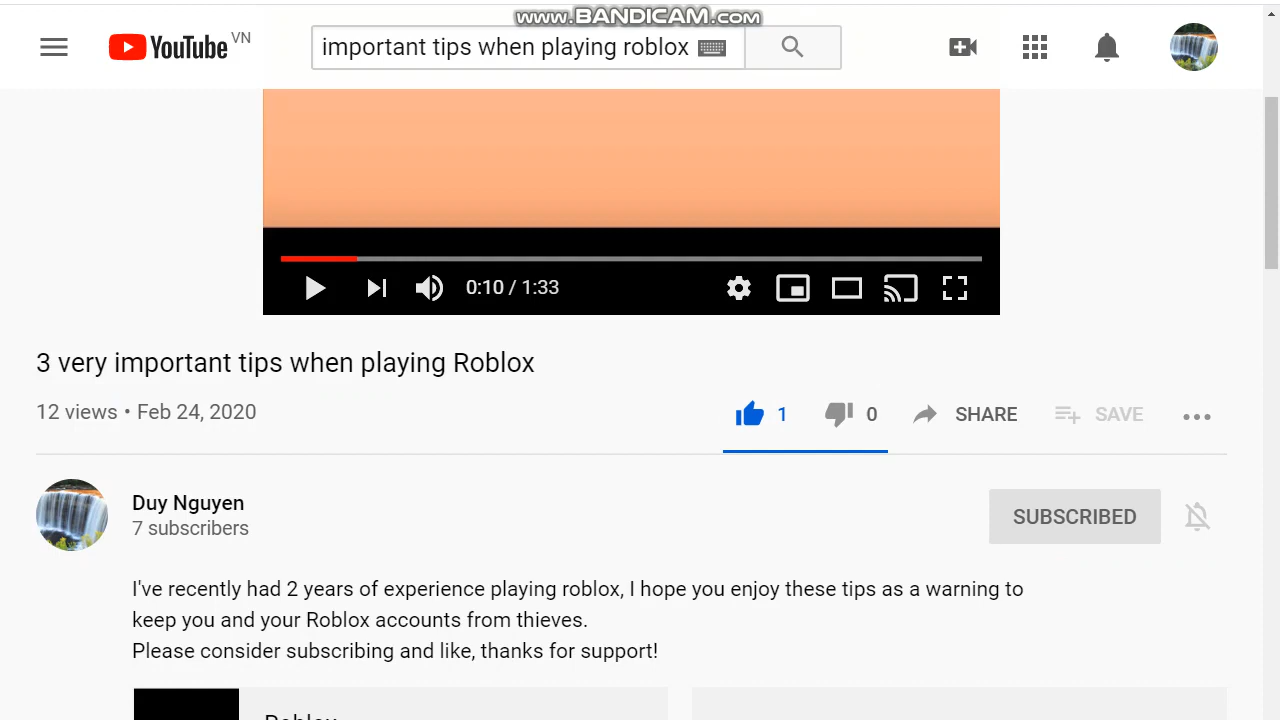 www.BANDICAM.com
YouTube VN
important tips when playing roblox
0:10 / 1:33
3 very important tips when playing Roblox
12 views • Feb 24, 2020
1 0 SHARE SAVE
Duy Nguyen
7 subscribers
SUBSCRIBED
I've recently had 2 years of experience playing roblox, I hope you enjoy these tips as a warning to
keep you and your Roblox accounts from thieves.
Please consider subscribing and like, thanks for support!
Roblox